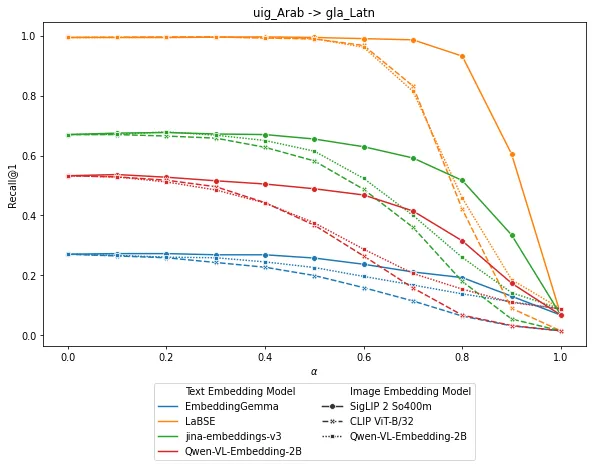 uig_Arab -> gla_Latn
Recall@1
1.0
0.8
0.6
0.4
0.2
0.0
0.0 0.2 0.4 0.6 0.8 1.0
α
Text Embedding Model
EmbeddingGemma
LaBSE
jina-embeddings-v3
Qwen-VL-Embedding-2B
Image Embedding Model
SigLIP 2 So400m
CLIP ViT-B/32
Qwen-VL-Embedding-2B